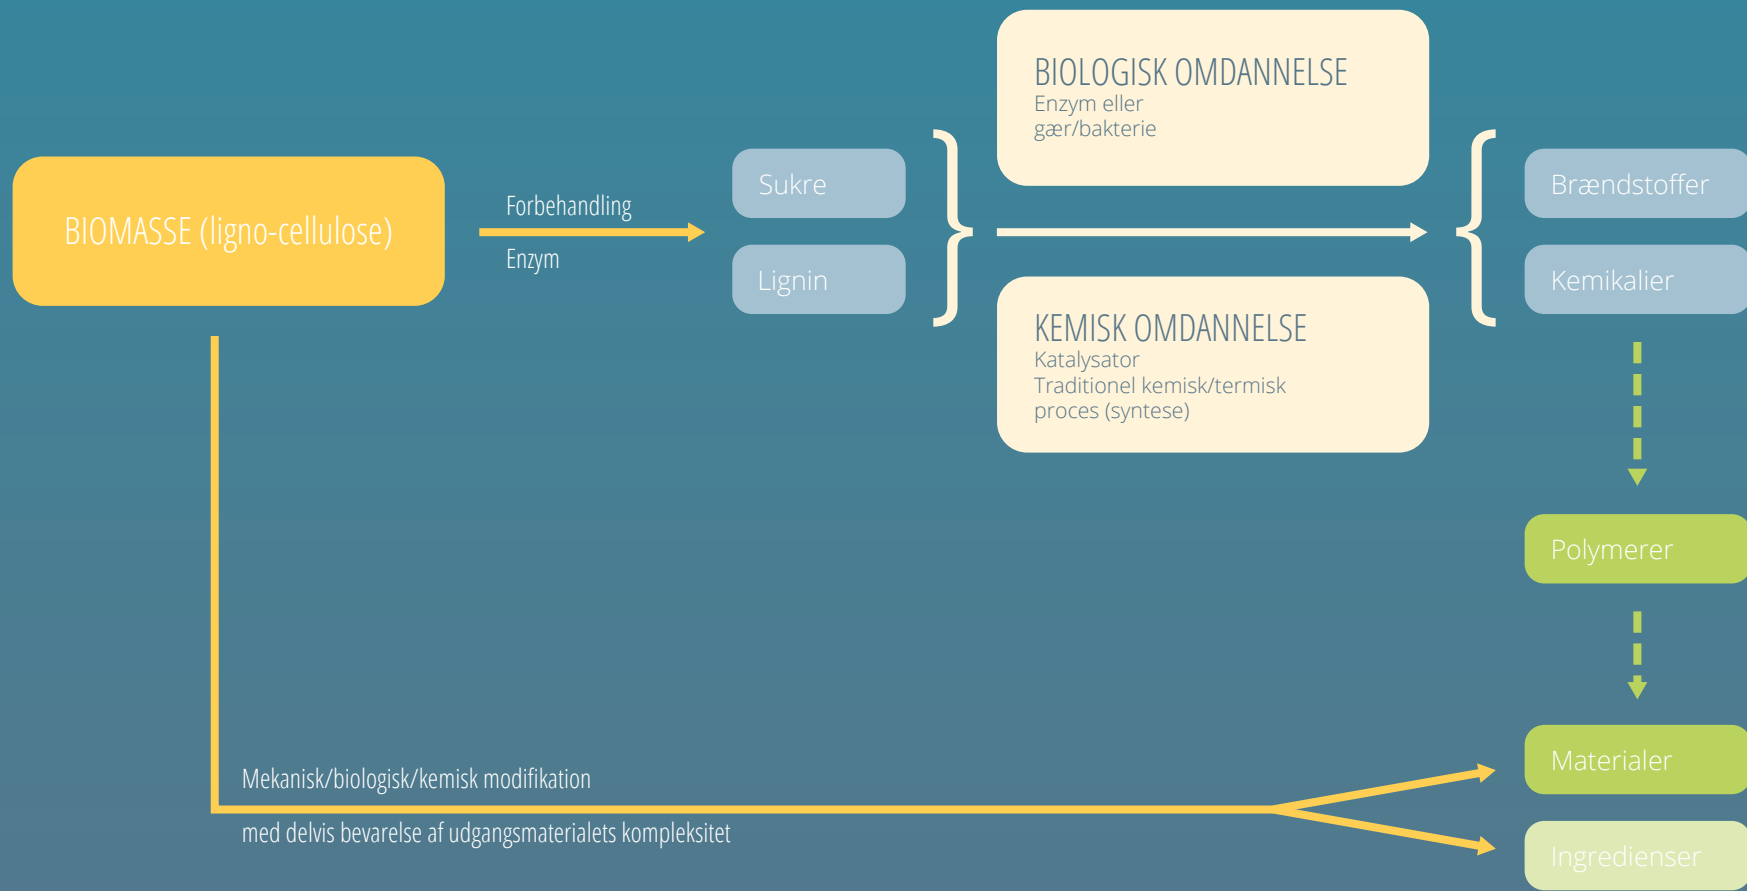 BIOMASSE (ligno-cellulose)
Forbehandling
Enzym
Sukre
Lignin
BIOLOGISK OMDANNELSE
Enzym eller
gær/bakterie
KEMISK OMDANNELSE
Katalysator
Traditionel kemisk/termisk
proces (syntese)
Brændstoffer
Kemikalier
Polymerer
Materialer
Ingredienser
Mekanisk/biologisk/kemisk modifikation
med delvis bevarelse af udgangsmaterialets kompleksitet